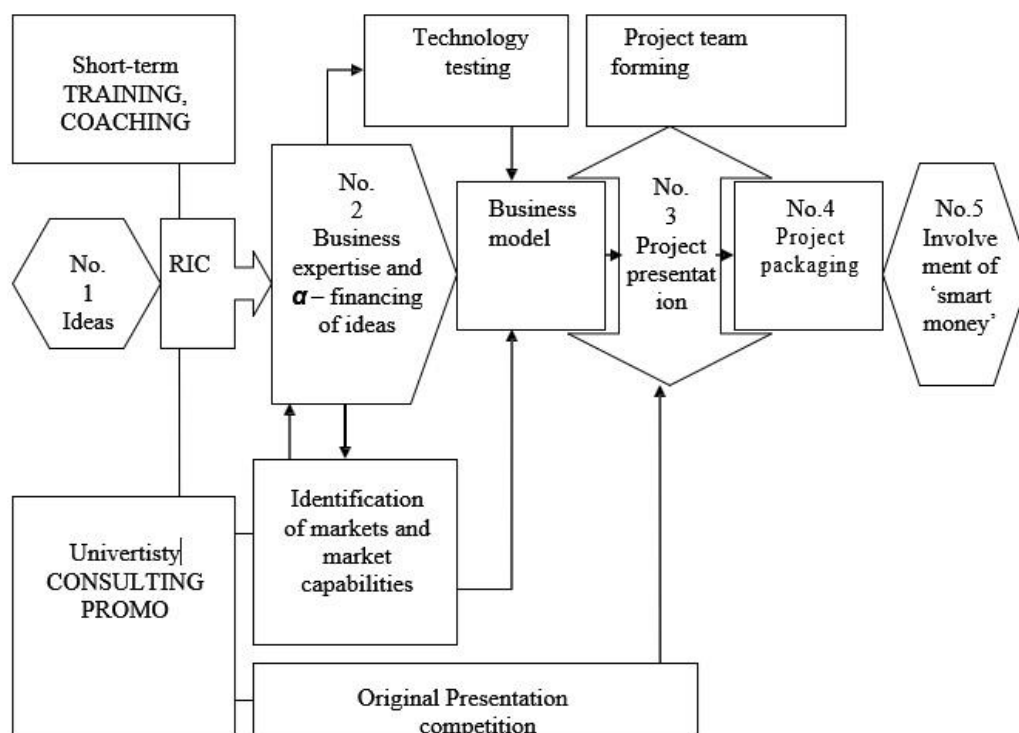 Short-term
TRAINING,
COACHING
Technology
testing
Project team
forming
No.
1
Ideas
RIC
No.
2
Business
expertise and
α – financing
of ideas
Business
model
No.
3
Project
presentat
ion
No.4
Project
packaging
No.5
Involve
ment of
‘smart
money’
Identification
of markets and
market
capabilities
Univertisty
CONSULTING
PROMO
Original Presentation
competition